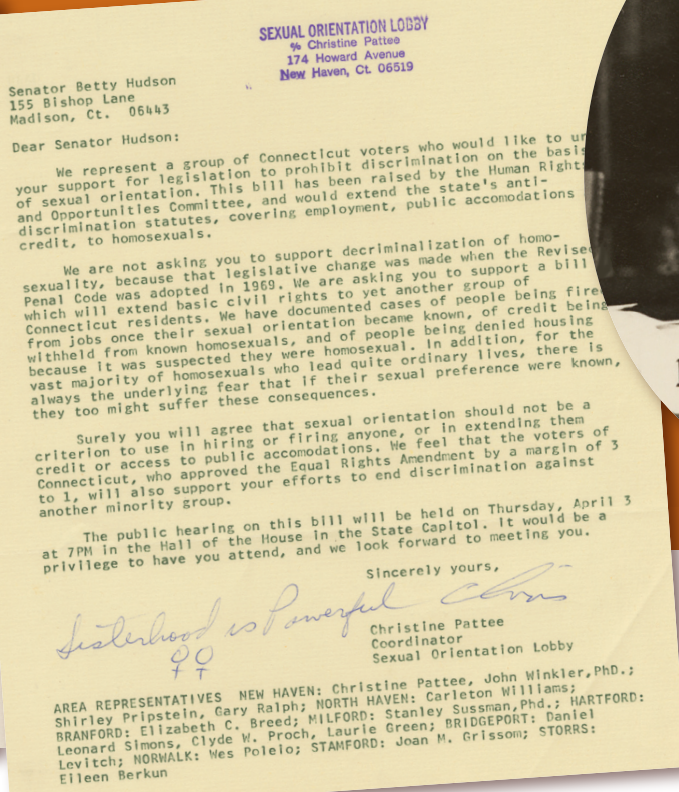 SEXUAL ORIENTATION LOBBY
℅ Christine Pattee
174 Howard Avenue
New Haven, Ct. 06519
Senator Betty Hudson
155 Bishop Lane
Madison, Ct.  06443
Dear Senator Hudson:
We represent a group of Connecticut voters who would like to
your support for legislation to prohibit discrimination on the basis
of sexual orientation. This bill has been raised by the Human Rights
and Opportunities Committee, and would extend the state's anti-
discrimination statutes, covering employment, public accomodations
credit, to homosexuals.
We are not asking you to support decriminalization of homo-
sexuality, because that legislative change was made when the Revised
Penal Code was adopted in 1969. We are asking you to support a bill
which will extend basic civil rights to yet another group of
Connecticut residents. We have documented cases of people being fire
from jobs once their sexual orientation became known, of credit being
withheld from known homosexuals, and of people being denied housing
because it was suspected they were homosexual. In addition, for the
vast majority of homosexuals who lead quite ordinary lives, there is
always the underlying fear that if their sexual preference were known,
they too might suffer these consequences.
Surely you will agree that sexual orientation should not be a
criterion to use in hiring or firing anyone, or in extending them
credit or access to public accomodations. We feel that the voters of
Connecticut, who approved the Equal Rights Amendment by a margin of 3
to 1, will also support your efforts to end discrimination against
another minority group.
The public hearing on this bill will be held on Thursday, April 3
at 7PM in the Hall of the House in the State Capitol. It would be a
privilege to have you attend, and we look forward to meeting you.
Sincerely yours,
Sisterhood is Powerful Chris
Christine Pattee
Coordinator
Sexual Orientation Lobby
AREA REPRESENTATIVES  NEW HAVEN: Christine Pattee, John Winkler,PhD.;
Shirley Pripstein, Gary Ralph; NORTH HAVEN: Carleton Williams;
BRANFORD: Elizabeth C. Breed; MILFORD: Stanley Sussman,Phd.; HARTFORD:
Leonard Simons, Clyde W. Proch, Laurie Green; BRIDGEPORT: Daniel
Levitch; NORWALK: Wes Poleio; STAMFORD: Joan M. Grissom; STORRS:
Eileen Berkun